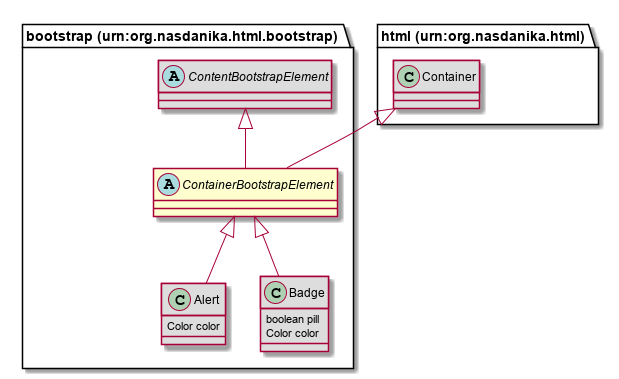 bootstrap (urn:org.nasdanika.html.bootstrap)
html (urn:org.nasdanika.html)
A ContentBootstrapElement
C Container
A ContainerBootstrapElement
C Alert
Color color
C Badge
boolean pill
Color color